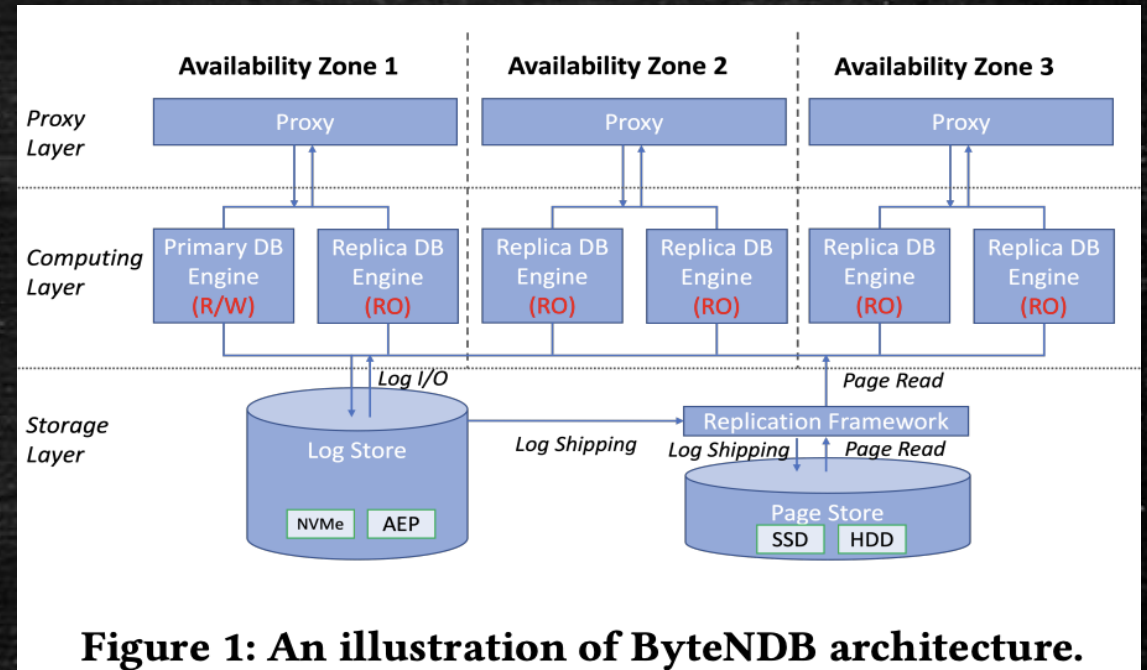 Availability Zone 1
Availability Zone 2
Availability Zone 3
Proxy
Layer
Proxy
Proxy
Proxy
Computing
Layer
Primary DB
Engine
(R/W)
Replica DB
Engine
(RO)
Replica DB
Engine
(RO)
Replica DB
Engine
(RO)
Replica DB
Engine
(RO)
Replica DB
Engine
(RO)
Storage
Layer
Log I/O
Log Store
NVMe
AEP
Log Shipping
Page Read
Replication Framework
Log Shipping
Page Read
Page Store
SSD
HDD
Figure 1: An illustration of ByteNDB architecture.